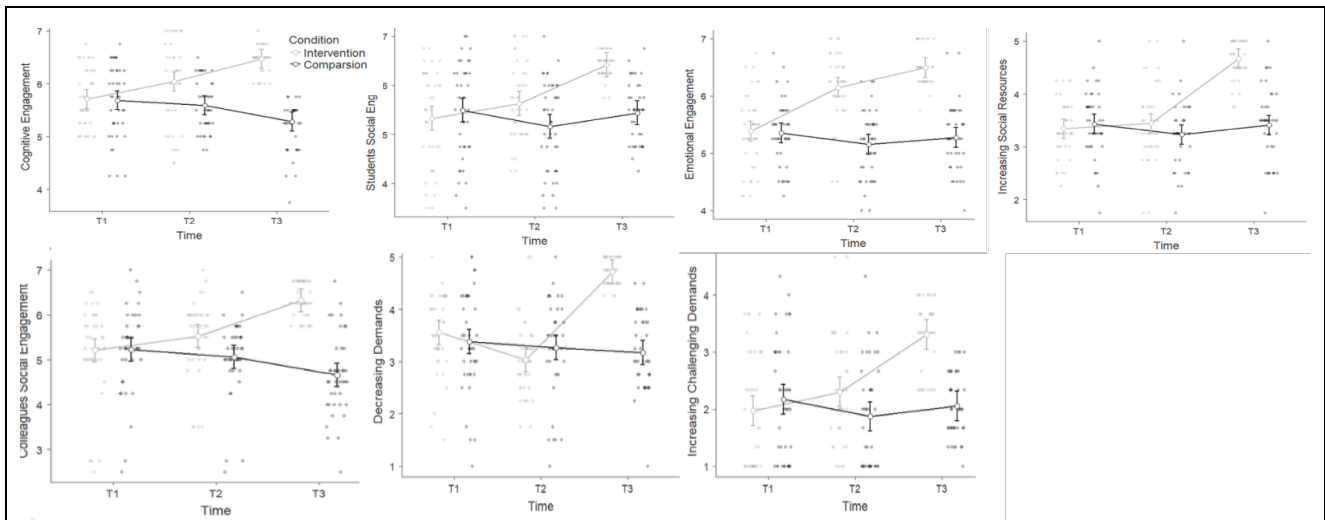 Cognitive Engagement
7
6
5
4
T1
T2
T3
Time
Condition
Intervention
Comparsion
Students Social Eng
7
6
5
4
T1
T2
T3
Time
Emotional Engagement
7
6
5
4
T1
T2
T3
Time
Increasing Social Resources
5
4
3
2
T1
T2
T3
Time
Colleagues Social Engagement
7
6
5
4
3
T1
T2
T3
Time
Decreasing Demands
5
4
3
2
1
T1
T2
T3
Time
Increasing Challenging Demands
4
3
2
1
T1
T2
T3
Time